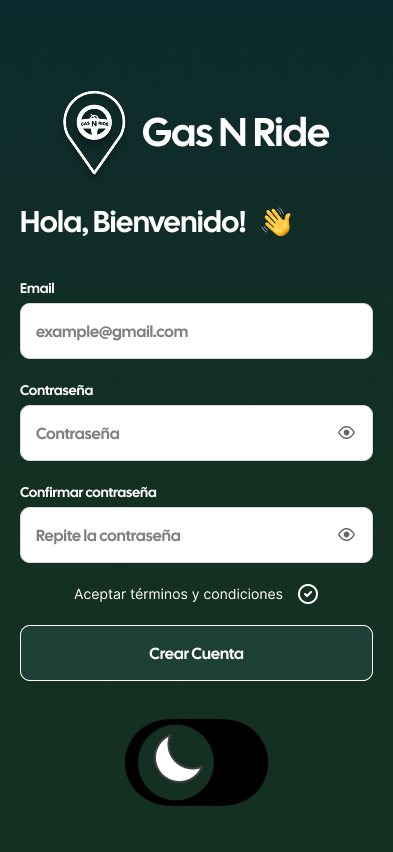 GAS N RIDE
Gas N Ride
Hola, Bienvenido! 👋
Email
example@gmail.com
Contraseña
Contraseña
Confirmar contraseña
Repite la contraseña
Aceptar términos y condiciones
Crear Cuenta